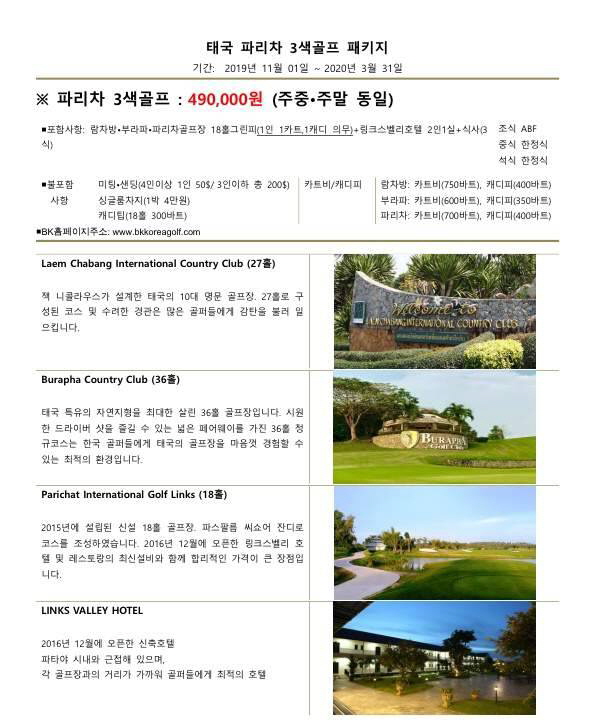 태국 파리차 3색골프 패키지
기간: 2019년 11월 01일 ~ 2020년 3월 31일
※ 파리차 3색골프 : 490,000원 (주중•주말 동일)
■포함사항: 람차방•부라파•파리차골프장 18홀그린피(1인 1카트,1캐디 의무)+링크스벨리호텔 2인1실+식사(3
식)
조식 ABF
중식 한정식
석식 한정식
■불포함
사항
미팅•샌딩(4인이상 1인 50$/ 3인이하 총 200$)
싱글룸차지(1박 4만원)
캐디팁(18홀 300바트)
카트비/캐디피
람차방: 카트비(750바트), 캐디피(400바트)
부라파: 카트비(600바트), 캐디피(350바트)
파리차: 카트비(700바트), 캐디피(400바트)
■BK홈페이지주소: www.bkkoreagolf.com
Laem Chabang International Country Club (27홀)
잭 니콜라우스가 설계한 태국의 10대 명문 골프장. 27홀로 구
성된 코스 및 수려한 경관은 많은 골퍼들에게 감탄을 불러 일
으킵니다.
Welcome to
LAEM CHABANG INTERNATIONAL COUNTRY CLUB
Burapha Country Club (36홀)
태국 특유의 자연지형을 최대한 살린 36홀 골프장입니다. 시원
한 드라이버 샷을 즐길 수 있는 넓은 페어웨이를 가진 36홀 정
규코스는 한국 골퍼들에게 태국의 골프장을 마음껏 경험할 수
있는 최적의 환경입니다.
BURAPHA
Golf Club
Parichat International Golf Links (18홀)
2015년에 설립된 신설 18홀 골프장. 파스팔름 씨쇼어 잔디로
코스를 조성하였습니다. 2016년 12월에 오픈한 링크스벨리 호
텔 및 레스토랑의 최신설비와 함께 합리적인 가격이 큰 장점입
니다.
LINKS VALLEY HOTEL
2016년 12월에 오픈한 신축호텔
파타야 시내와 근접해 있으며,
각 골프장과의 거리가 가까워 골퍼들에게 최적의 호텔